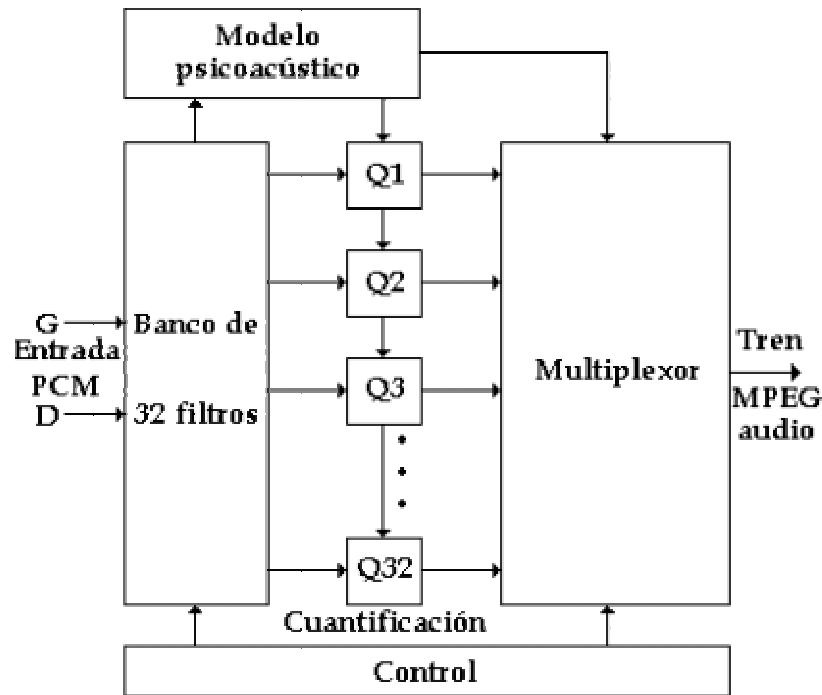 Modelo
psicoacústico
Q1
Q2
Q3
Q32
Cuantificación
G
Entrada
PCM
D
Banco de
32 filtros
Multiplexor
Tren
MPEG
audio
Control